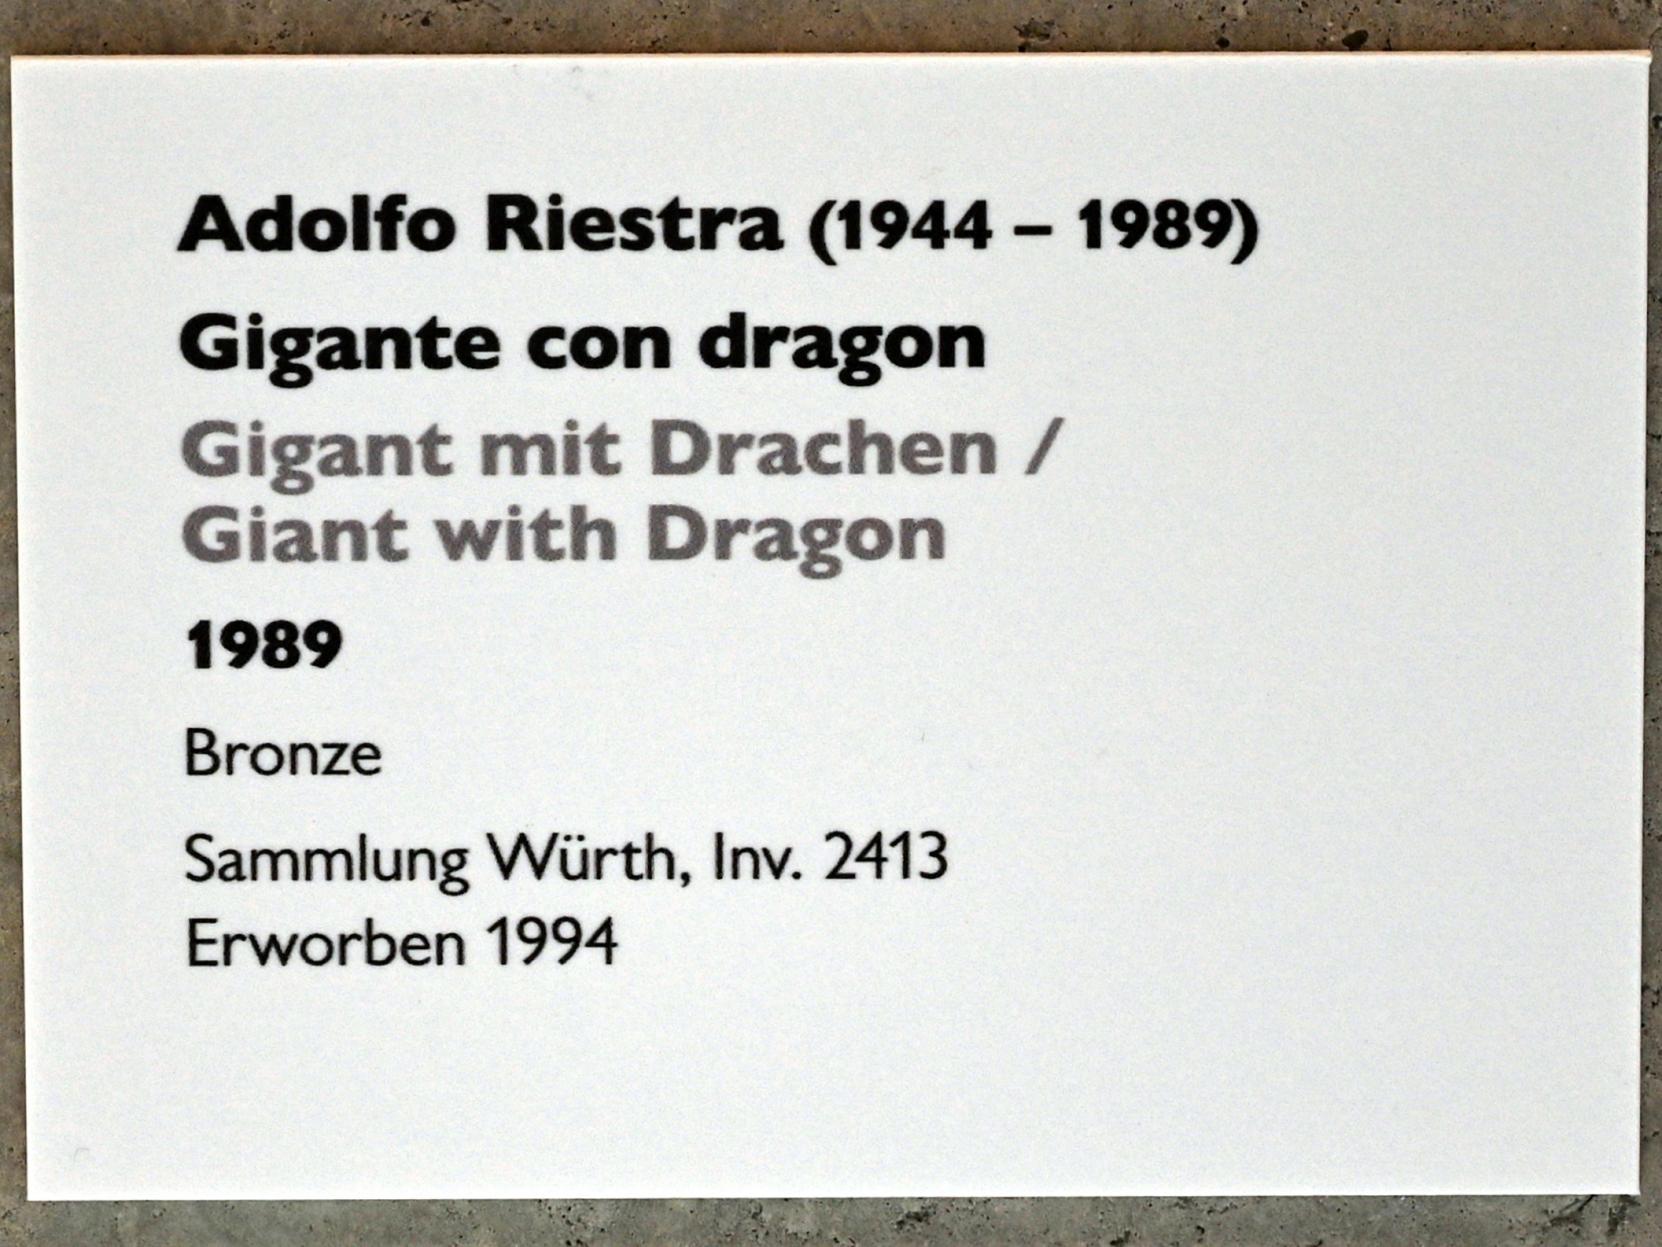 Adolfo Riestra (1944 – 1989)
Gigante con dragon
Gigant mit Drachen /
Giant with Dragon
1989
Bronze
Sammlung Würth, Inv. 2413
Erworben 1994